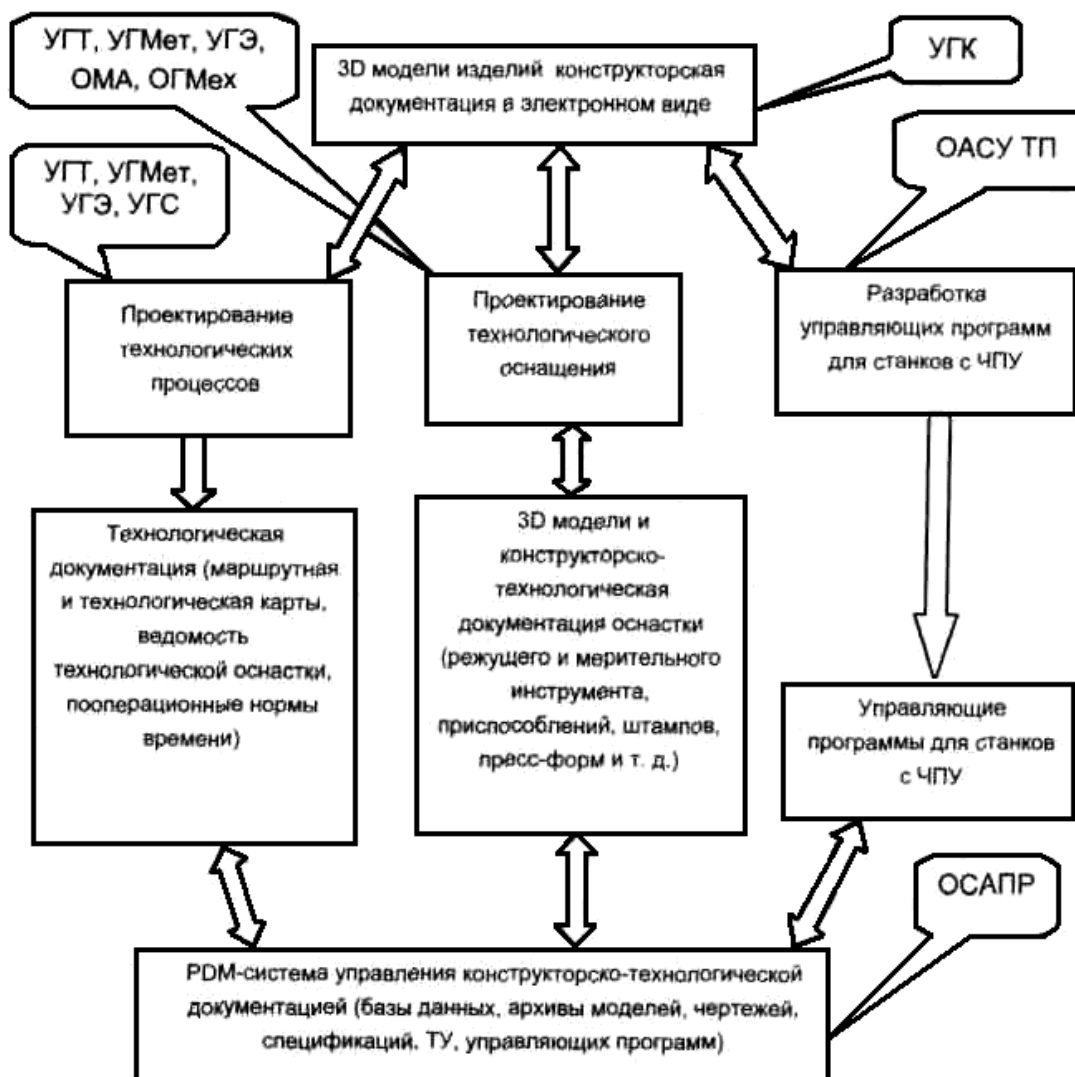 УГТ, УГМет, УГЭ,
ОМА, ОГМех
3D модели изделий конструкторская
документация в электронном виде
УГК
УГТ, УГМет,
УГЭ, УГС
ОАСУ ТП
Проектирование
технологических
процессов
Проектирование
технологического
оснащения
Разработка
управляющих программ
для станков с ЧПУ
Технологическая
документация (маршрутная
и технологическая карты,
ведомость
технологической оснастки,
пооперационные нормы
времени)
3D модели и
конструкторско-
технологическая
документация оснастки
(режущего и мерительного
инструмента,
приспособлений, штампов,
пресс-форм и т. д.)
Управляющие
программы для станков
с ЧПУ
ОСАПР
PDM-система управления конструкторско-технологической
документацией (базы данных, архивы моделей, чертежей,
спецификаций, ТУ, управляющих программ)